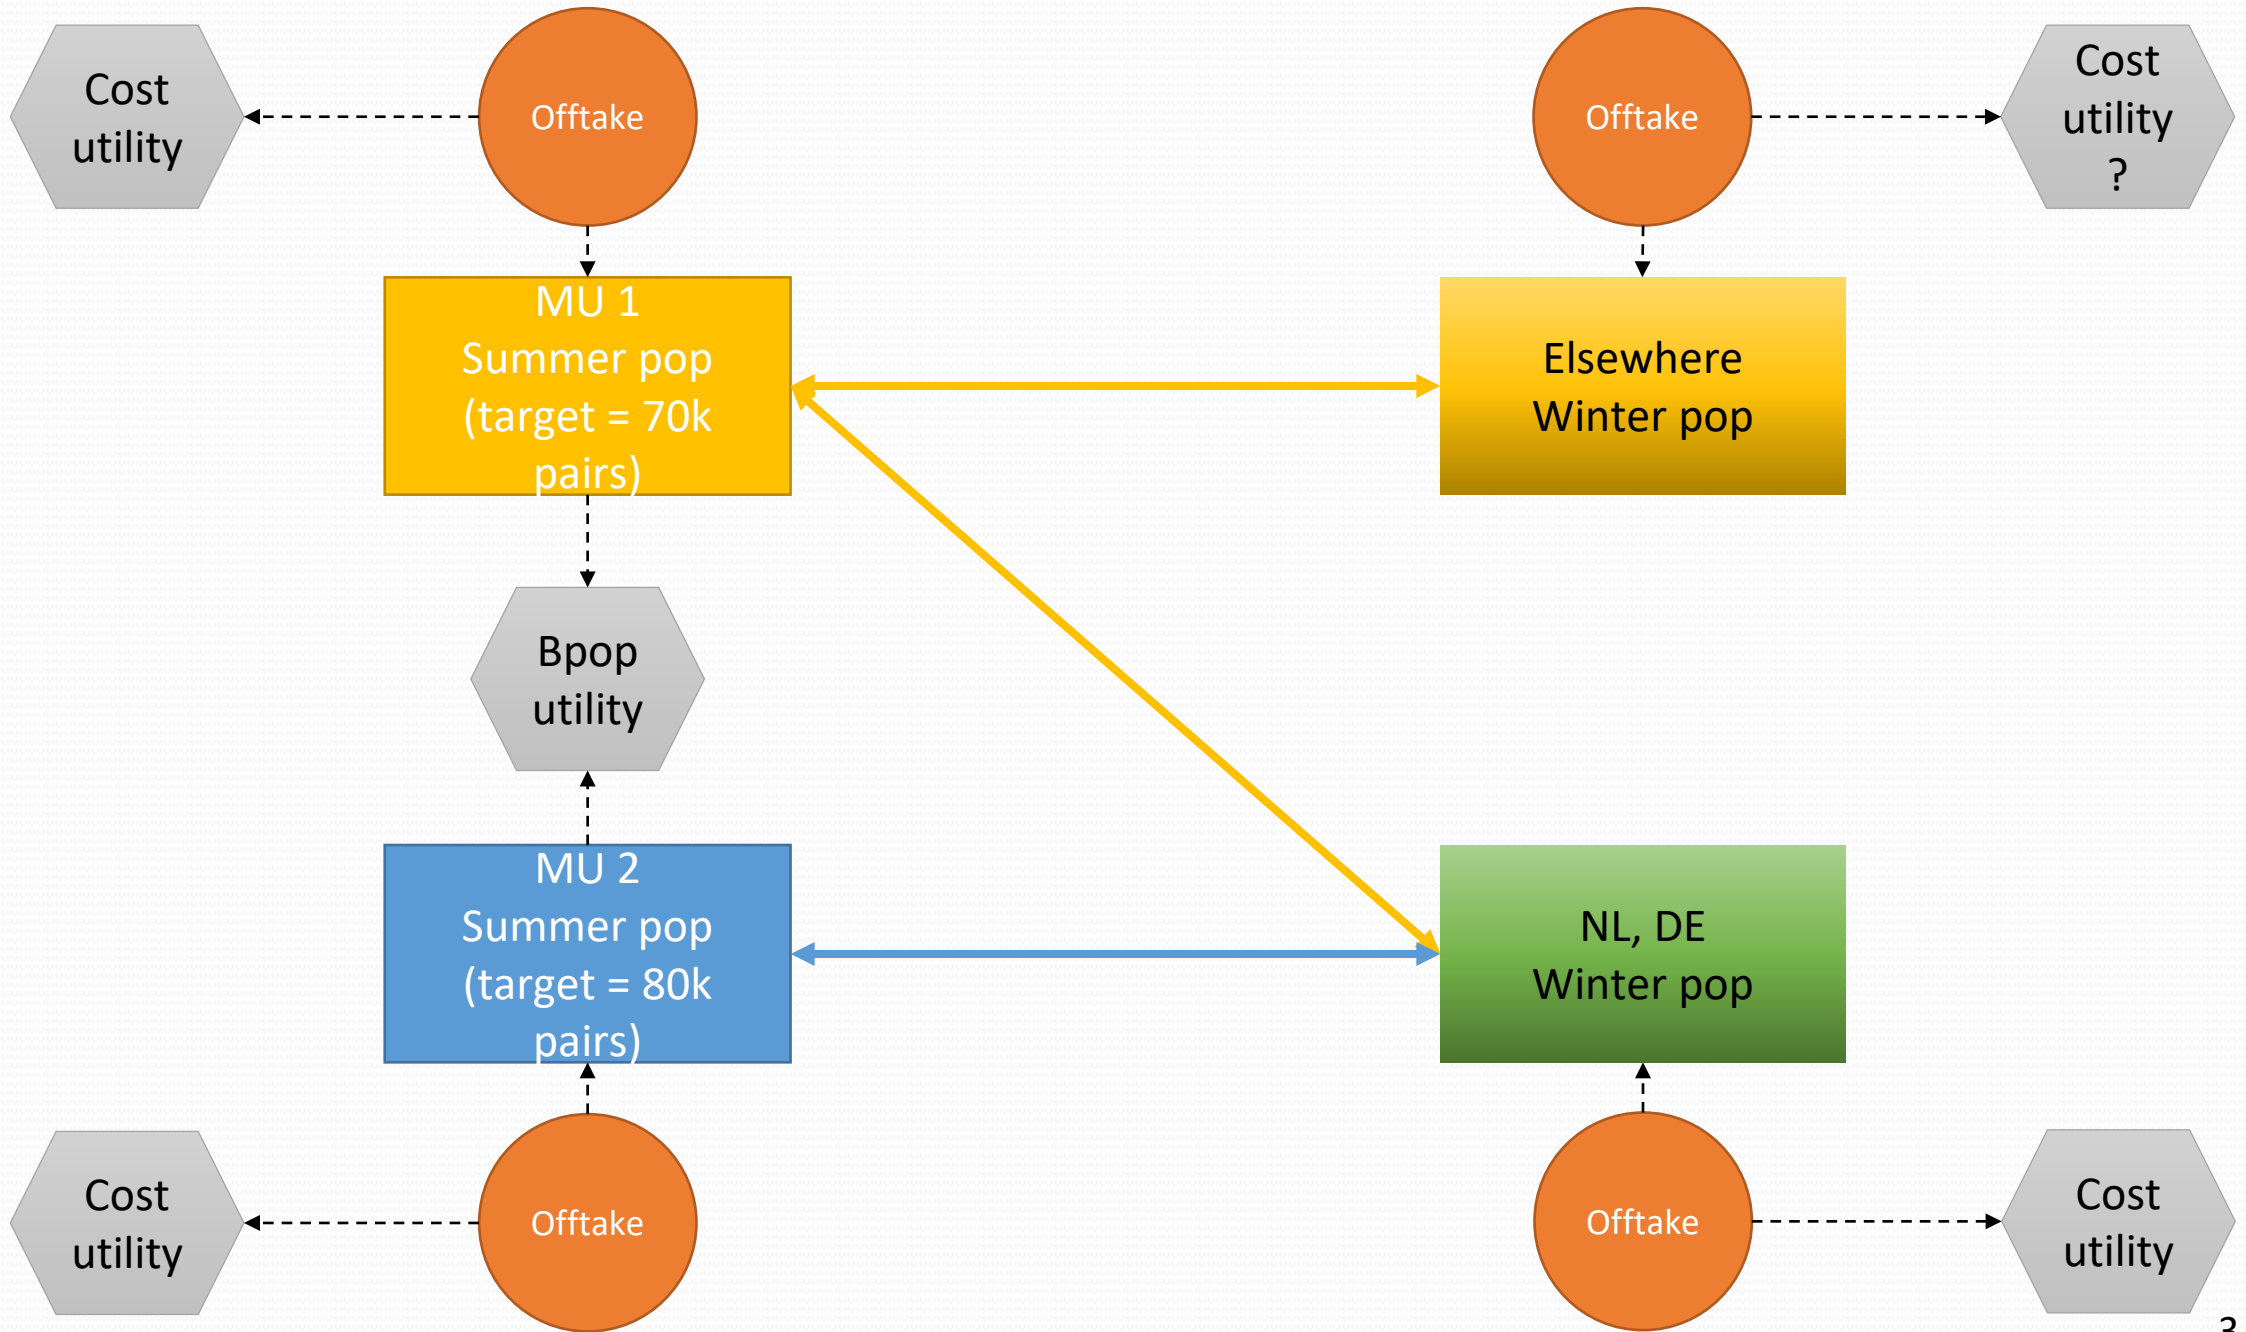 Cost
utility
Offtake
Offtake
Cost
utility
?
MU 1
Summer pop
(target = 70k
pairs)
Elsewhere
Winter pop
Bpop
utility
MU 2
Summer pop
(target = 80k
pairs)
NL, DE
Winter pop
Cost
utility
Offtake
Offtake
Cost
utility
3